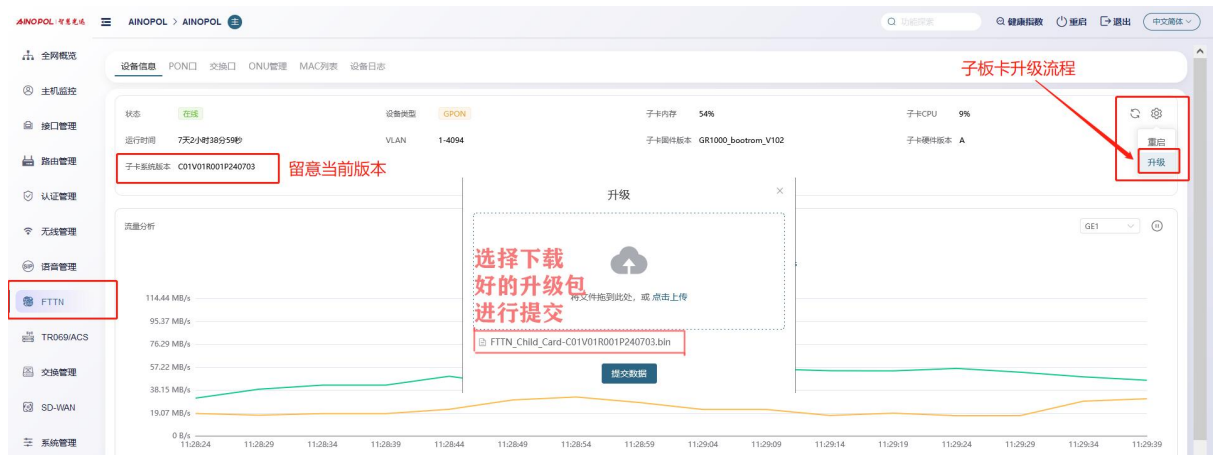 AINOPOL 智慧光纤
AINOPOL > AINOPOL 主
功能搜索
健康指数
重启
退出
中文简体
全网概览
主机监控
接口管理
路由管理
认证管理
无线管理
语音管理
FTTN
TR069/ACS
交换管理
SD-WAN
系统管理
设备信息 PON口 交换口 ONU管理 MAC列表 设备日志
子板卡升级流程
状态 在线 设备类型 GPON 子卡内存 54% 子卡CPU 9%
运行时间 7天2小时38分59秒 VLAN 1-4094 子卡固件版本 GR1000_bootrom_V102 子卡硬件版本 A
子卡系统版本 C01V01R001P240703
留意当前版本
重启
升级
流量分析
GE1
升级
选择下载
好的升级包
进行提交
将文件拖到此处，或 点击上传
FTTN_Child_Card-C01V01R001P240703.bin
提交数据
114.44 MB/s
95.37 MB/s
76.29 MB/s
57.22 MB/s
38.15 MB/s
19.07 MB/s
0 B/s
11:28:24 11:28:29 11:28:34 11:28:39 11:28:44 11:28:49 11:28:54 11:28:59 11:29:04 11:29:09 11:29:14 11:29:19 11:29:24 11:29:29 11:29:34 11:29:39